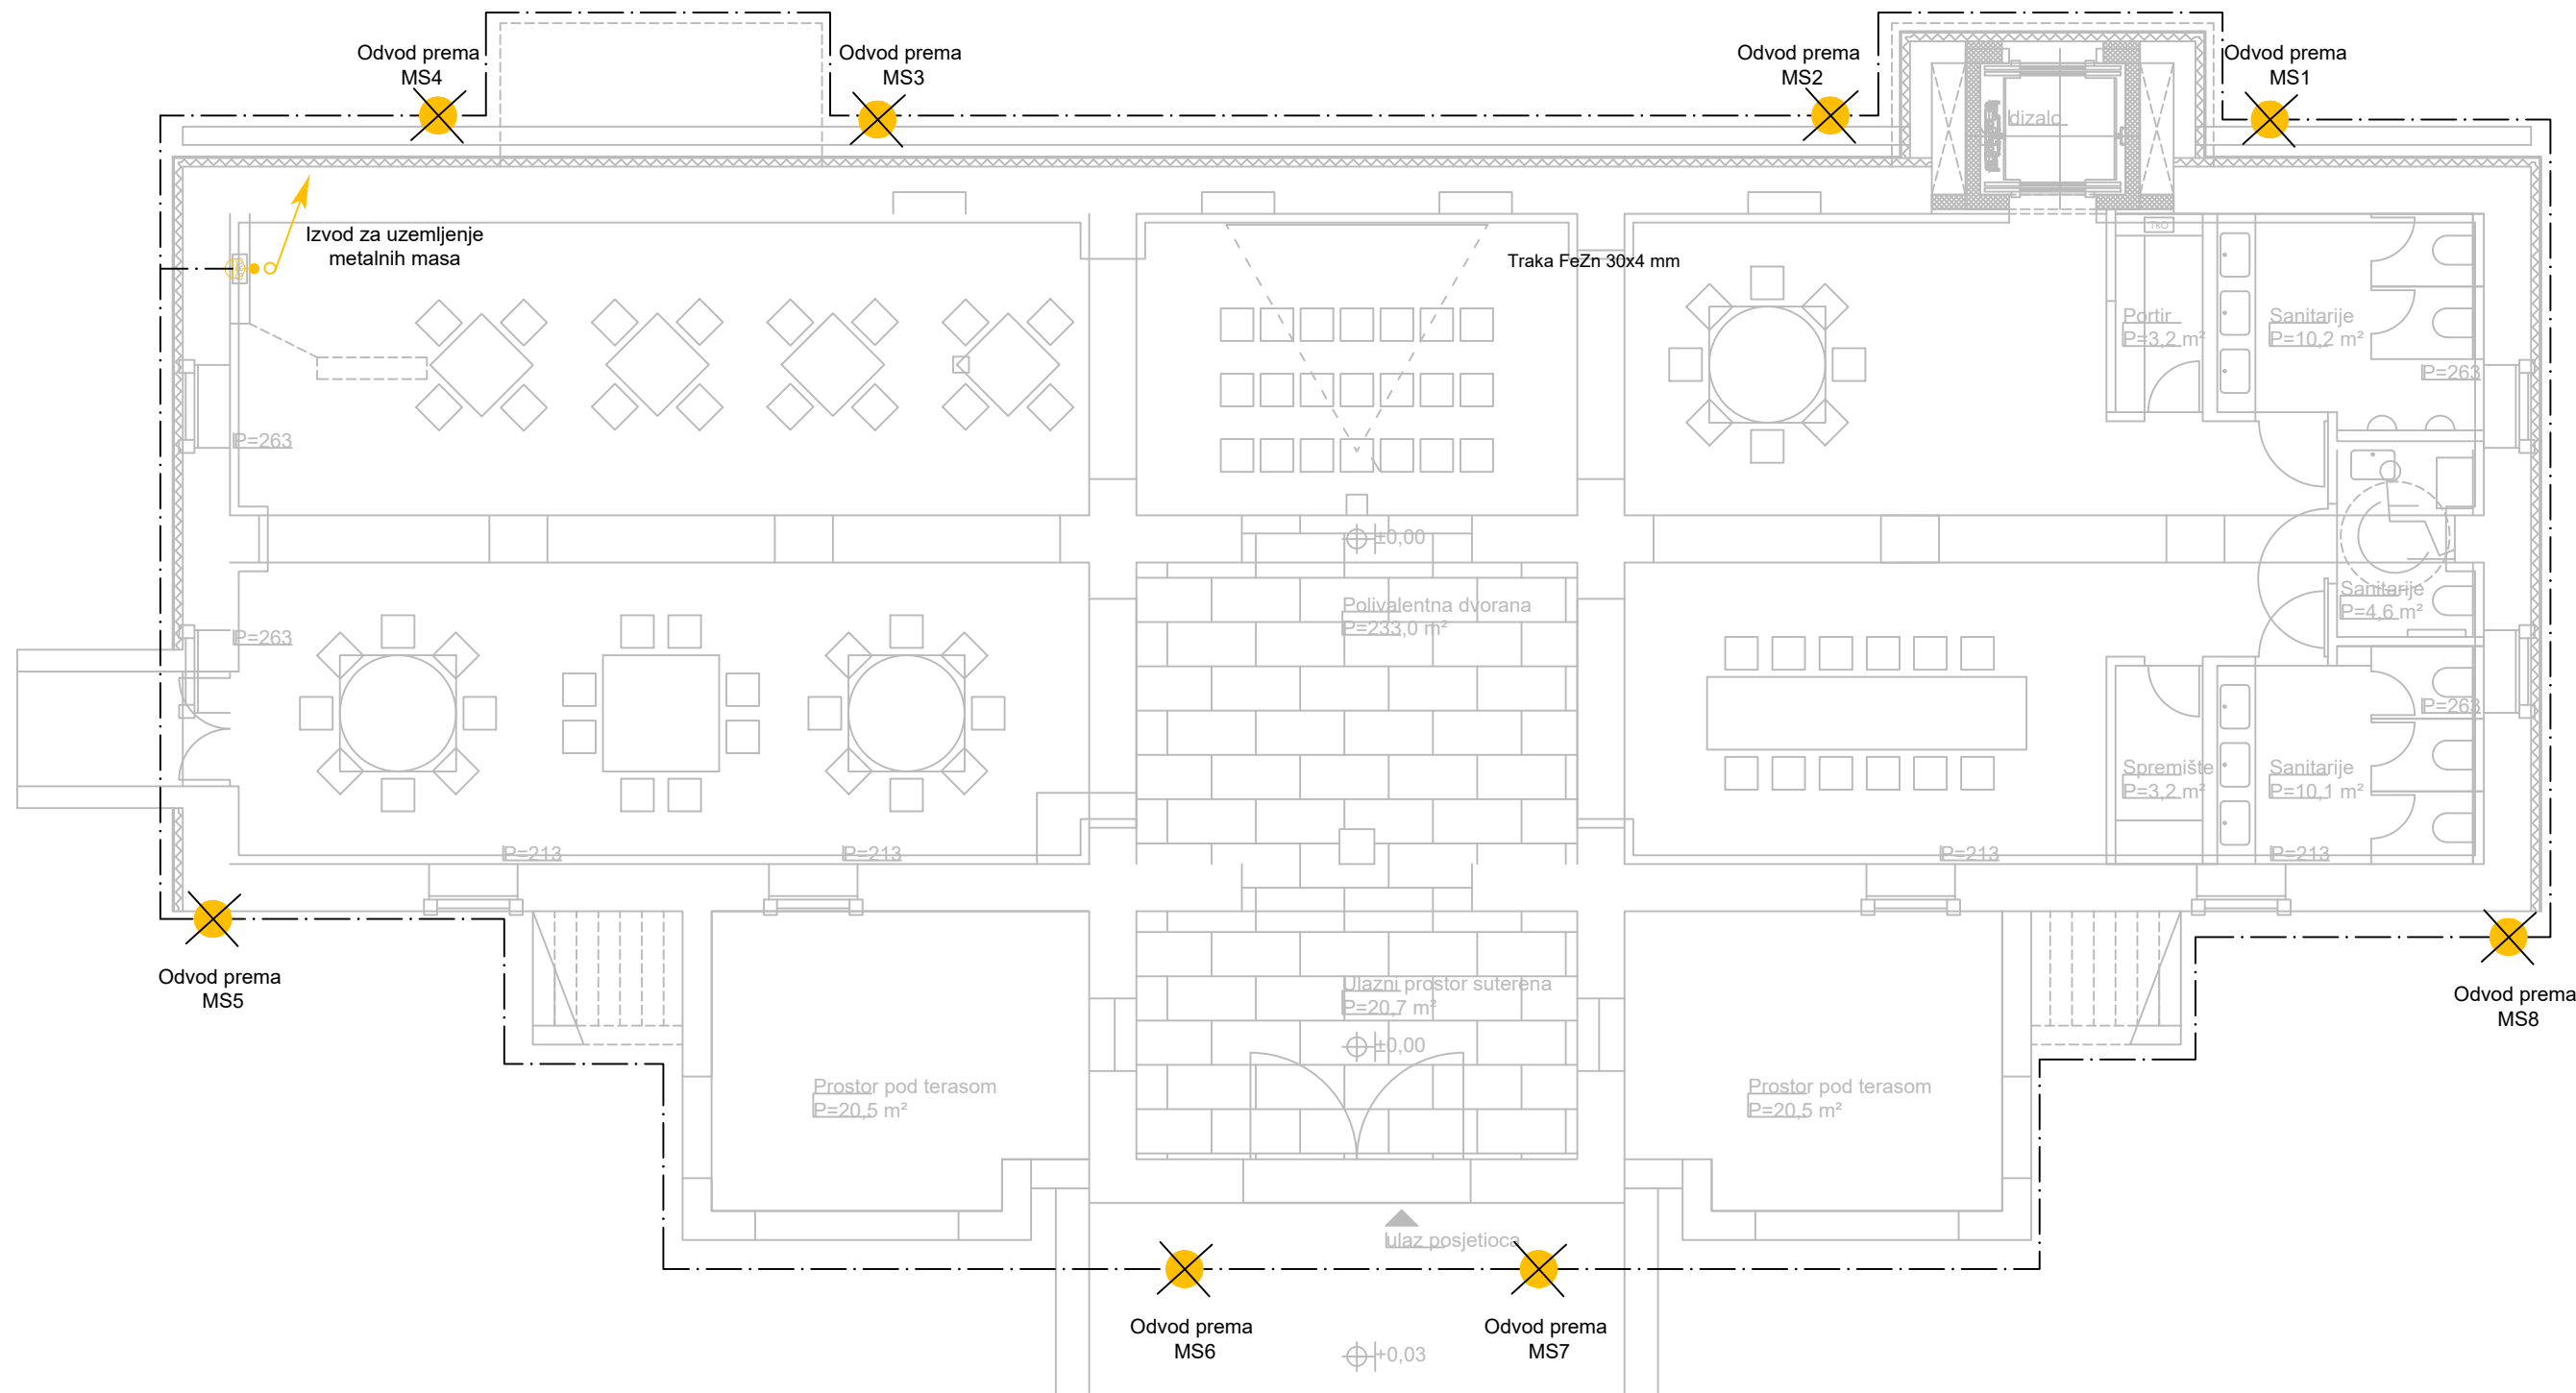 Odvod prema
MS4
Odvod prema
MS3
Odvod prema
MS2
Odvod prema
MS1
dizalo
Izvod za uzemljenje
metalnih masa
Traka FeZn 30x4 mm
TKO
Portir
P=3,2 m²
Sanitarije
P=10,2 m²
P=263
P=263
±0,00
Sanitarije
P=4,6 m²
Polivalentna dvorana
P=233,0 m²
P=263
P=263
Spremište
P=3,2 m²
Sanitarije
P=10,1 m²
P=213
P=213
P=213
P=213
Odvod prema
MS5
Ulazni prostor suterena
P=20,7 m²
±0,00
Odvod prema
MS8
Prostor pod terasom
P=20,5 m²
Prostor pod terasom
P=20,5 m²
ulaz posjetioca
Odvod prema
MS6
Odvod prema
MS7
+0,03